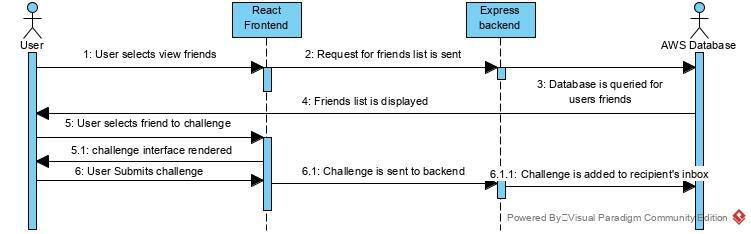 React
Frontend
Express
backend
User
AWS Database
1: User selects view friends
2: Request for friends list is sent
3: Database is queried for
users friends
4: Friends list is displayed
5: User selects friend to challenge
5.1: challenge interface rendered
6: User Submits challenge
6.1: Challenge is sent to backend
6.1.1: Challenge is added to recipient's inbox
Powered By Visual Paradigm Community Edition